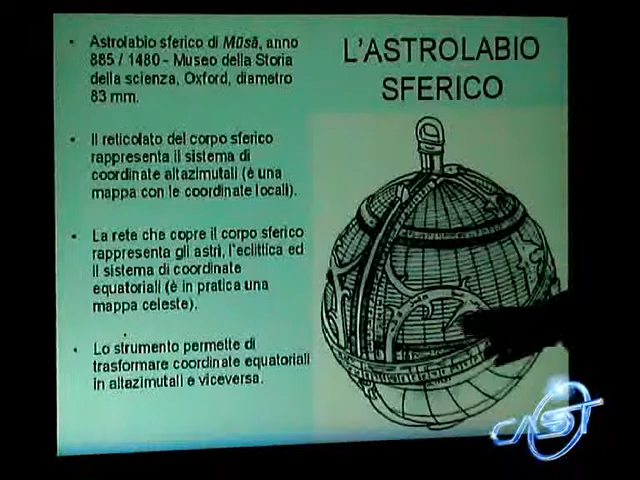 L'ASTROLABIO
SFERICO
• Astrolabio sferico di Mūsā, anno
885 / 1480 - Museo della Storia
della scienza, Oxford, diametro
83 mm.
• Il reticolato del corpo sferico
rappresenta il sistema di
coordinate altazimutali (è una
mappa con le coordinate locali).
• La rete che copre il corpo sferico
rappresenta gli astri, l'eclittica ed
il sistema di coordinate
equatoriali (è in pratica una
mappa celeste).
• Lo strumento permette di
trasformare coordinate equatoriali
in altazimutali e viceversa.
CAST